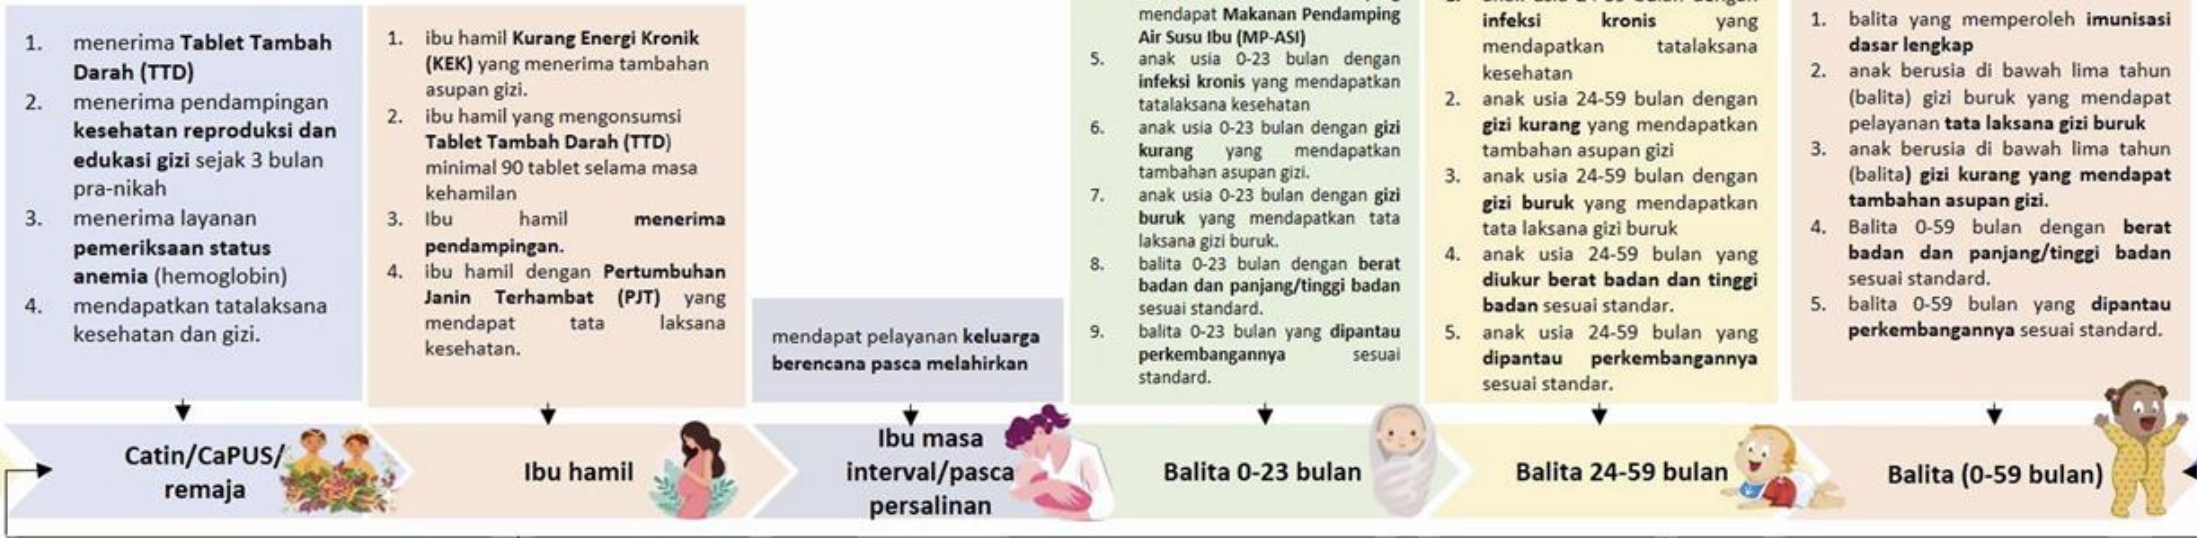 1. menerima Tablet Tambah
Darah (TTD)
2. menerima pendampingan
kesehatan reproduksi dan
edukasi gizi sejak 3 bulan
pra-nikah
3. menerima layanan
pemeriksaan status
anemia (hemoglobin)
4. mendapatkan tatalaksana
kesehatan dan gizi.
1. ibu hamil Kurang Energi Kronik
(KEK) yang menerima tambahan
asupan gizi.
2. ibu hamil yang mengonsumsi
Tablet Tambah Darah (TTD)
minimal 90 tablet selama masa
kehamilan
3. Ibu hamil menerima
pendampingan.
4. ibu hamil dengan Pertumbuhan
Janin Terhambat (PJT) yang
mendapat tata laksana
kesehatan.
mendapat pelayanan keluarga
berencana pasca melahirkan
mendapat Makanan Pendamping
Air Susu Ibu (MP-ASI)
5. anak usia 0-23 bulan dengan
infeksi kronis yang mendapatkan
tatalaksana kesehatan
6. anak usia 0-23 bulan dengan gizi
kurang yang mendapatkan
tambahan asupan gizi.
7. anak usia 0-23 bulan dengan gizi
buruk yang mendapatkan tata
laksana gizi buruk.
8. balita 0-23 bulan dengan berat
badan dan panjang/tinggi badan
sesuai standard.
9. balita 0-23 bulan yang dipantau
perkembangannya sesuai
standard.
infeksi kronis yang
mendapatkan tatalaksana
kesehatan
2. anak usia 24-59 bulan dengan
gizi kurang yang mendapatkan
tambahan asupan gizi
3. anak usia 24-59 bulan dengan
gizi buruk yang mendapatkan
tata laksana gizi buruk
4. anak usia 24-59 bulan yang
diukur berat badan dan tinggi
badan sesuai standar.
5. anak usia 24-59 bulan yang
dipantau perkembangannya
sesuai standar.
1. balita yang memperoleh imunisasi
dasar lengkap
2. anak berusia di bawah lima tahun
(balita) gizi buruk yang mendapat
pelayanan tata laksana gizi buruk
3. anak berusia di bawah lima tahun
(balita) gizi kurang yang mendapat
tambahan asupan gizi.
4. Balita 0-59 bulan dengan berat
badan dan panjang/tinggi badan
sesuai standard.
5. balita 0-59 bulan yang dipantau
perkembangannya sesuai standard.
Catin/CaPUS/
remaja
Ibu hamil
Ibu masa
interval/pasca
persalinan
Balita 0-23 bulan
Balita 24-59 bulan
Balita (0-59 bulan)